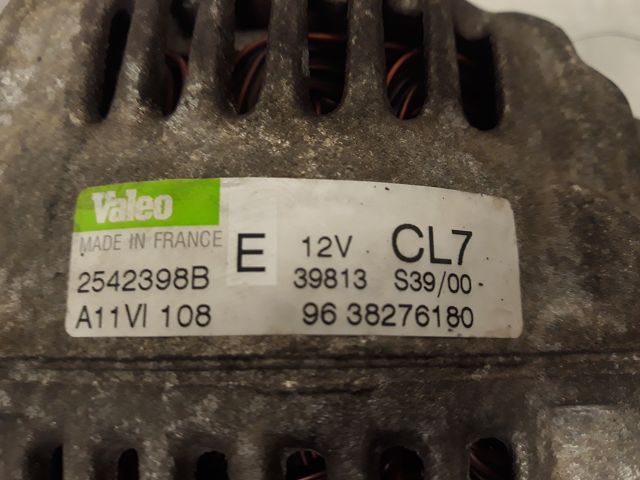 Valeo
MADE IN FRANCE E 12V CL7
2542398B 39813 S39/00
A11VI 108 96 38276180